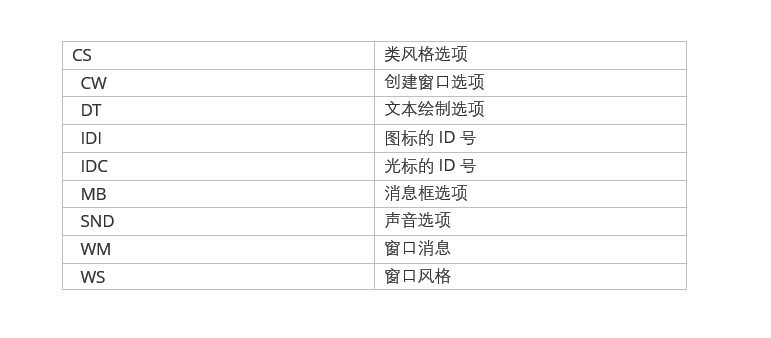 CS 类风格选项
CW 创建窗口选项
DT 文本绘制选项
IDI 图标的 ID 号
IDC 光标的 ID 号
MB 消息框选项
SND 声音选项
WM 窗口消息
WS 窗口风格